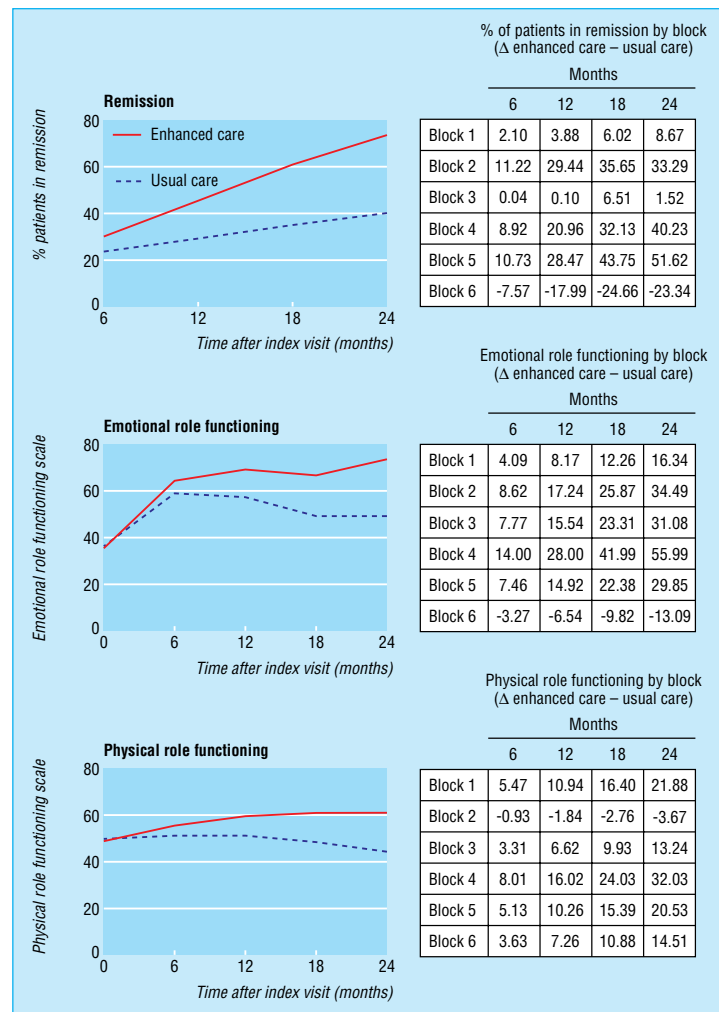 % of patients in remission by block
(Δ enhanced care – usual care)
Months
6 12 18 24
Block 1 2.10 3.88 6.02 8.67
Block 2 11.22 29.44 35.65 33.29
Block 3 0.04 0.10 6.51 1.52
Block 4 8.92 20.96 32.13 40.23
Block 5 10.73 28.47 43.75 51.62
Block 6 -7.57 -17.99 -24.66 -23.34
Remission
% patients in remission
80
60
40
20
0
Enhanced care
Usual care
6 12 18 24
Time after index visit (months)
Emotional role functioning by block
(Δ enhanced care – usual care)
Months
6 12 18 24
Block 1 4.09 8.17 12.26 16.34
Block 2 8.62 17.24 25.87 34.49
Block 3 7.77 15.54 23.31 31.08
Block 4 14.00 28.00 41.99 55.99
Block 5 7.46 14.92 22.38 29.85
Block 6 -3.27 -6.54 -9.82 -13.09
Emotional role functioning
Emotional role functioning scale
80
60
40
20
0
0 6 12 18 24
Time after index visit (months)
Physical role functioning by block
(Δ enhanced care – usual care)
Months
6 12 18 24
Block 1 5.47 10.94 16.40 21.88
Block 2 -0.93 -1.84 -2.76 -3.67
Block 3 3.31 6.62 9.93 13.24
Block 4 8.01 16.02 24.03 32.03
Block 5 5.13 10.26 15.39 20.53
Block 6 3.63 7.26 10.88 14.51
Physical role functioning
Physical role functioning scale
80
60
40
20
0
0 6 12 18 24
Time after index visit (months)